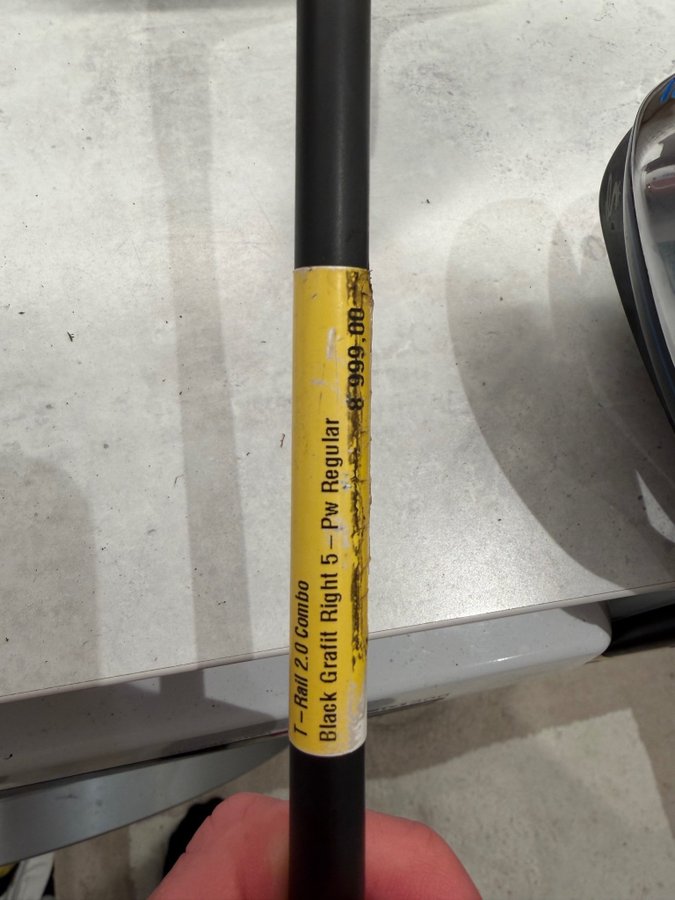 T-Rail 2.0 Combo
Black Grafit Right 5-Pw Regular
8 999,00